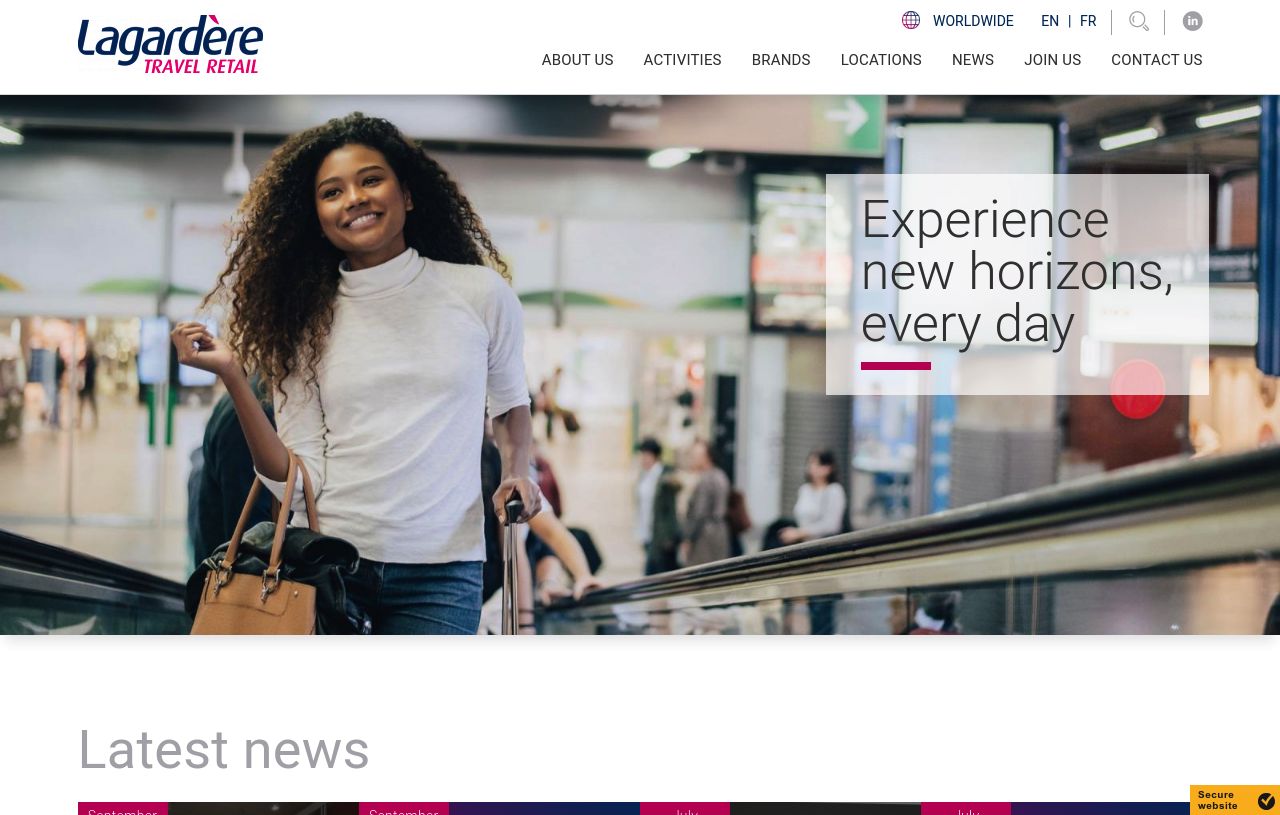 Lagardère
TRAVEL RETAIL
WORLDWIDE
EN | FR
in
ABOUT US
ACTIVITIES
BRANDS
LOCATIONS
NEWS
JOIN US
CONTACT US
Experience
new horizons,
every day
Latest news
September
September
July
July
Secure
website